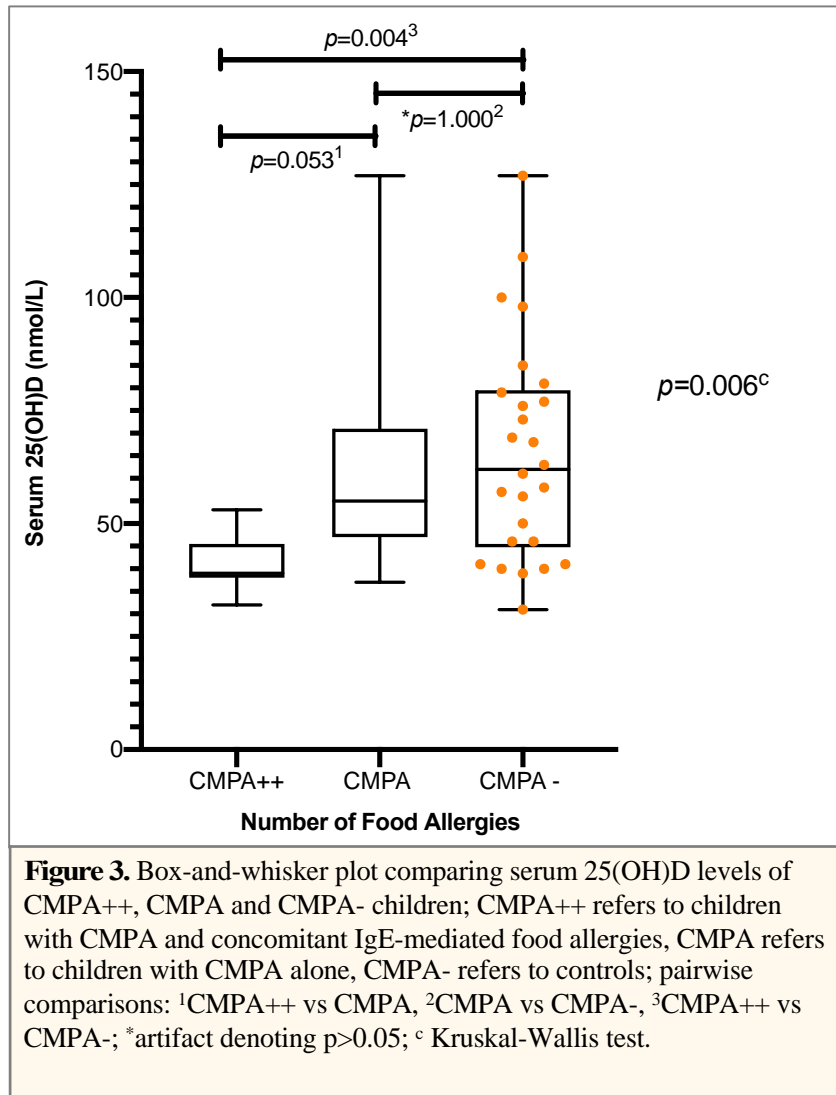 p=0.004³
150
*p=1.000²
p=0.053¹
100
Serum 25(OH)D (nmol/L)
p=0.006ᶜ
50
0
CMPA++ CMPA CMPA -
Number of Food Allergies
Figure 3. Box-and-whisker plot comparing serum 25(OH)D levels of
CMPA++, CMPA and CMPA- children; CMPA++ refers to children
with CMPA and concomitant IgE-mediated food allergies, CMPA refers
to children with CMPA alone, CMPA- refers to controls; pairwise
comparisons: ¹CMPA++ vs CMPA, ²CMPA vs CMPA-, ³CMPA++ vs
CMPA-; *artifact denoting p>0.05; ᶜ Kruskal-Wallis test.